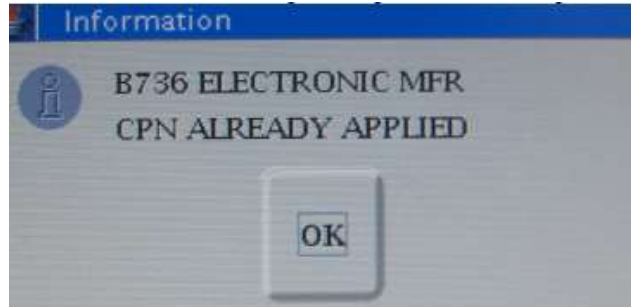 Information
B736 ELECTRONIC MFR
CPN ALREADY APPLIED
OK